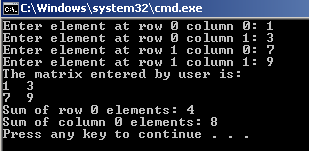 C:\Windows\system32\cmd.exe
Enter element at row 0 column 0: 1
Enter element at row 0 column 1: 3
Enter element at row 1 column 0: 7
Enter element at row 1 column 1: 9
The matrix entered by user is:
1  3
7  9
Sum of row 0 elements: 4
Sum of column 0 elements: 8
Press any key to continue . . .